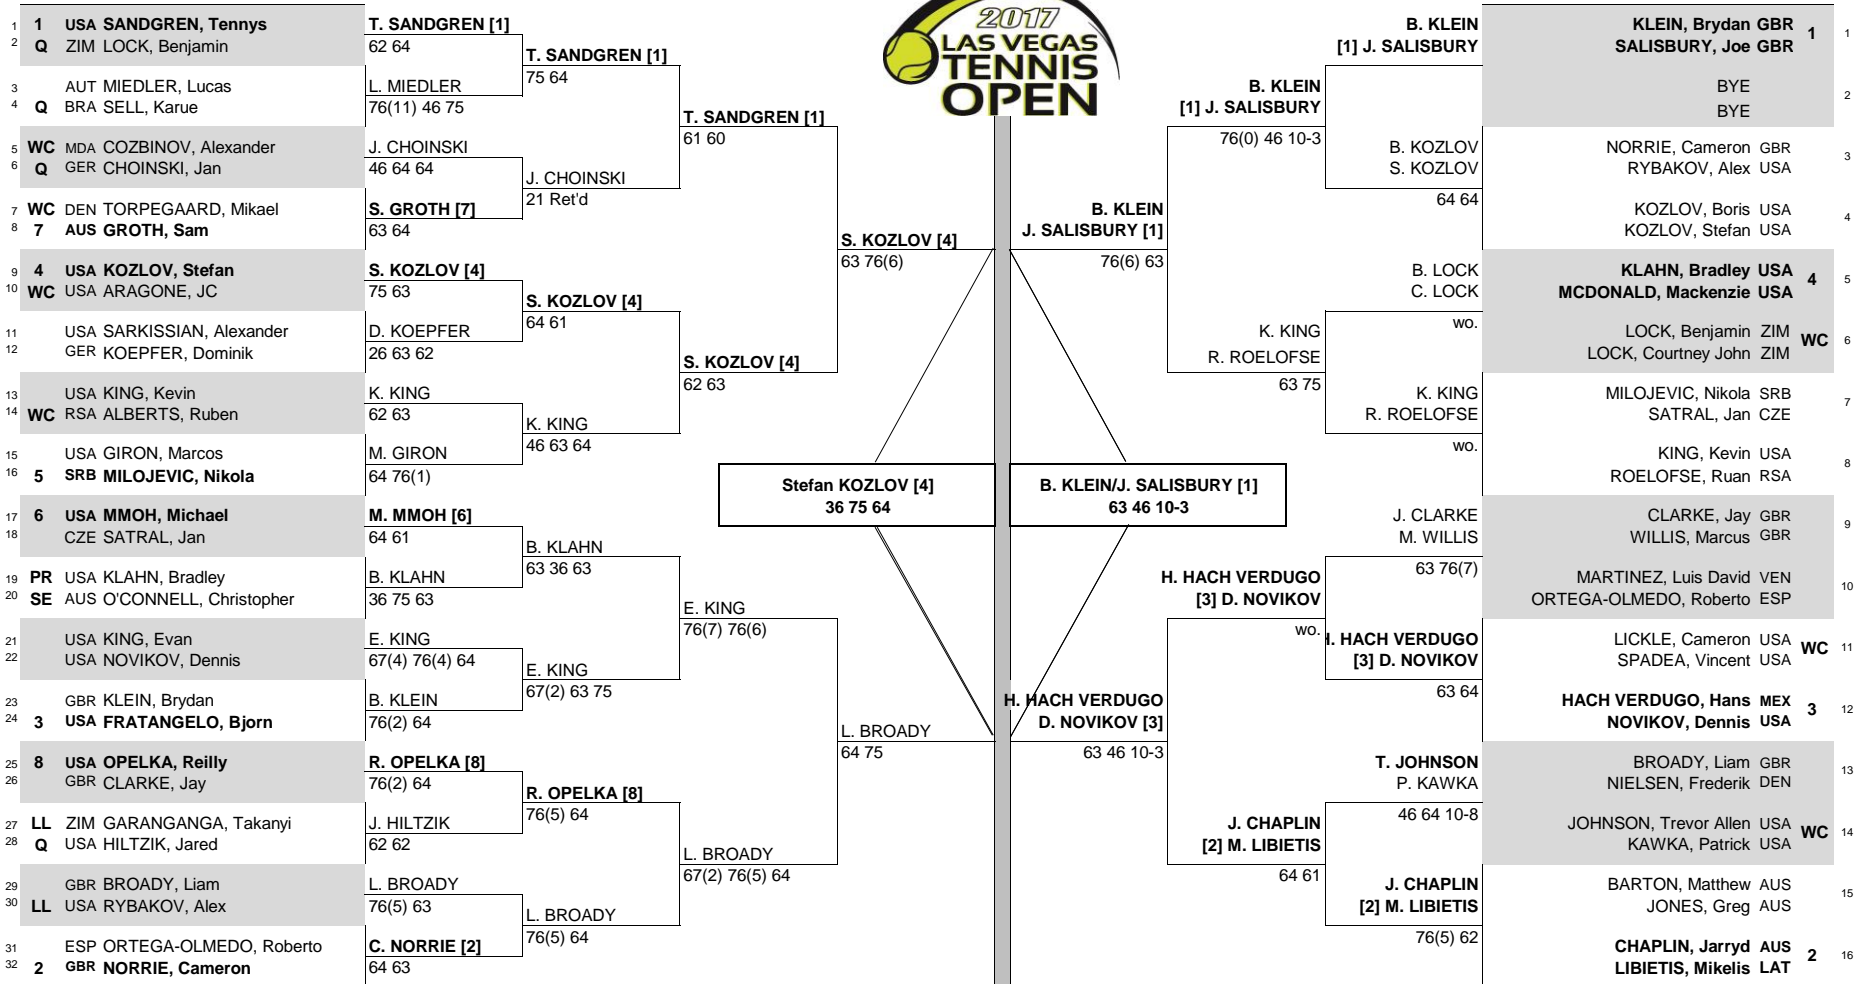 2017
LAS VEGAS
TENNIS
OPEN
1 1 USA SANDGREN, Tennys
2 Q ZIM LOCK, Benjamin
3 AUT MIEDLER, Lucas
4 Q BRA SELL, Karue
5 WC MDA COZBINOV, Alexander
6 Q GER CHOINSKI, Jan
7 WC DEN TORPEGAARD, Mikael
8 7 AUS GROTH, Sam
9 4 USA KOZLOV, Stefan
10 WC USA ARAGONE, JC
11 USA SARKISSIAN, Alexander
12 GER KOEPFER, Dominik
13 USA KING, Kevin
14 WC RSA ALBERTS, Ruben
15 USA GIRON, Marcos
16 5 SRB MILOJEVIC, Nikola
17 6 USA MMOH, Michael
18 CZE SATRAL, Jan
19 PR USA KLAHN, Bradley
20 SE AUS O'CONNELL, Christopher
21 USA KING, Evan
22 USA NOVIKOV, Dennis
23 GBR KLEIN, Brydan
24 3 USA FRATANGELO, Bjorn
25 8 USA OPELKA, Reilly
26 GBR CLARKE, Jay
27 LL ZIM GARANGANGA, Takanyi
28 Q USA HILTZIK, Jared
29 GBR BROADY, Liam
30 LL USA RYBAKOV, Alex
31 ESP ORTEGA-OLMEDO, Roberto
32 2 GBR NORRIE, Cameron
T. SANDGREN [1]
62 64
L. MIEDLER
76(11) 46 75
J. CHOINSKI
46 64 64
S. GROTH [7]
63 64
S. KOZLOV [4]
75 63
D. KOEPFER
26 63 62
K. KING
62 63
M. GIRON
64 76(1)
M. MMOH [6]
64 61
B. KLAHN
36 75 63
E. KING
67(4) 76(4) 64
B. KLEIN
76(2) 64
R. OPELKA [8]
76(2) 64
J. HILTZIK
62 62
L. BROADY
76(5) 63
C. NORRIE [2]
64 63
T. SANDGREN [1]
75 64
J. CHOINSKI
21 Ret'd
S. KOZLOV [4]
64 61
K. KING
46 63 64
B. KLAHN
63 36 63
E. KING
67(2) 63 75
R. OPELKA [8]
76(5) 64
L. BROADY
76(5) 64
T. SANDGREN [1]
61 60
S. KOZLOV [4]
62 63
E. KING
76(7) 76(6)
L. BROADY
67(2) 76(5) 64
S. KOZLOV [4]
63 76(6)
L. BROADY
64 75
Stefan KOZLOV [4]
36 75 64
B. KLEIN/J. SALISBURY [1]
63 46 10-3
B. KLEIN
J. SALISBURY [1]
76(6) 63
H. HACH VERDUGO
D. NOVIKOV [3]
63 46 10-3
B. KLEIN
[1] J. SALISBURY
76(0) 46 10-3
K. KING
R. ROELOFSE
63 75
H. HACH VERDUGO
[3] D. NOVIKOV
wo.
J. CHAPLIN
[2] M. LIBIETIS
64 61
B. KLEIN
[1] J. SALISBURY
B. KOZLOV
S. KOZLOV
64 64
B. LOCK
C. LOCK
wo.
K. KING
R. ROELOFSE
wo.
J. CLARKE
M. WILLIS
63 76(7)
H. HACH VERDUGO
[3] D. NOVIKOV
63 64
T. JOHNSON
P. KAWKA
46 64 10-8
J. CHAPLIN
[2] M. LIBIETIS
76(5) 62
KLEIN, Brydan GBR
SALISBURY, Joe GBR
1 1
BYE
BYE
2
NORRIE, Cameron GBR
RYBAKOV, Alex USA
3
KOZLOV, Boris USA
KOZLOV, Stefan USA
4
KLAHN, Bradley USA
MCDONALD, Mackenzie USA
4 5
LOCK, Benjamin ZIM
LOCK, Courtney John ZIM
WC 6
MILOJEVIC, Nikola SRB
SATRAL, Jan CZE
7
KING, Kevin USA
ROELOFSE, Ruan RSA
8
CLARKE, Jay GBR
WILLIS, Marcus GBR
9
MARTINEZ, Luis David VEN
ORTEGA-OLMEDO, Roberto ESP
10
LICKLE, Cameron USA
SPADEA, Vincent USA
WC 11
HACH VERDUGO, Hans MEX
NOVIKOV, Dennis USA
3 12
BROADY, Liam GBR
NIELSEN, Frederik DEN
13
JOHNSON, Trevor Allen USA
KAWKA, Patrick USA
WC 14
BARTON, Matthew AUS
JONES, Greg AUS
15
CHAPLIN, Jarryd AUS
LIBIETIS, Mikelis LAT
2 16